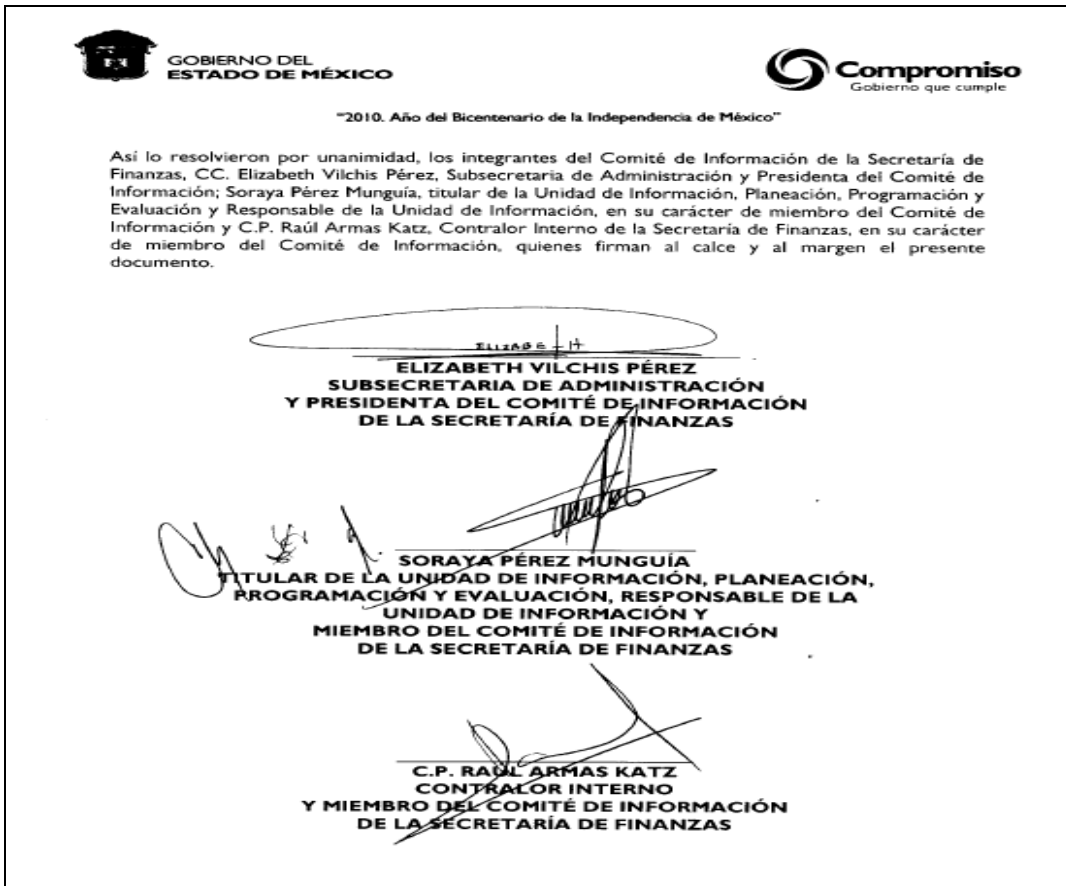 GOBIERNO DEL
ESTADO DE MÉXICO
Compromiso
Gobierno que cumple
"2010. Año del Bicentenario de la Independencia de México"
Así lo resolvieron por unanimidad, los integrantes del Comité de Información de la Secretaría de
Finanzas, CC. Elizabeth Vilchis Pérez, Subsecretaria de Administración y Presidenta del Comité de
Información; Soraya Pérez Munguía, titular de la Unidad de Información, Planeación, Programación y
Evaluación y Responsable de la Unidad de Información, en su carácter de miembro del Comité de
Información y C.P. Raúl Armas Katz, Contralor Interno de la Secretaría de Finanzas, en su carácter
de miembro del Comité de Información, quienes firman al calce y al margen el presente
documento.
ELIZABETH
ELIZABETH VILCHIS PÉREZ
SUBSECRETARIA DE ADMINISTRACIÓN
Y PRESIDENTA DEL COMITÉ DE INFORMACIÓN
DE LA SECRETARÍA DE FINANZAS
SORAYA PÉREZ MUNGUÍA
TITULAR DE LA UNIDAD DE INFORMACIÓN, PLANEACIÓN,
PROGRAMACIÓN Y EVALUACIÓN, RESPONSABLE DE LA
UNIDAD DE INFORMACIÓN Y
MIEMBRO DEL COMITÉ DE INFORMACIÓN
DE LA SECRETARÍA DE FINANZAS
C.P. RAÚL ARMAS KATZ
CONTRALOR INTERNO
Y MIEMBRO DEL COMITÉ DE INFORMACIÓN
DE LA SECRETARÍA DE FINANZAS